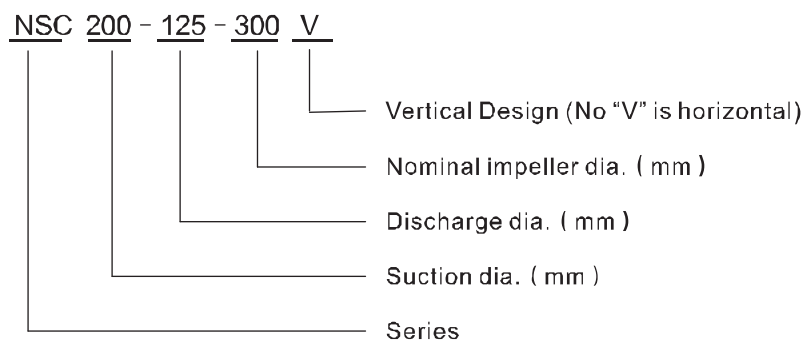 NSC 200 - 125 - 300 V
Vertical Design (No “V” is horizontal)
Nominal impeller dia. ( mm )
Discharge dia. ( mm )
Suction dia. ( mm )
Series